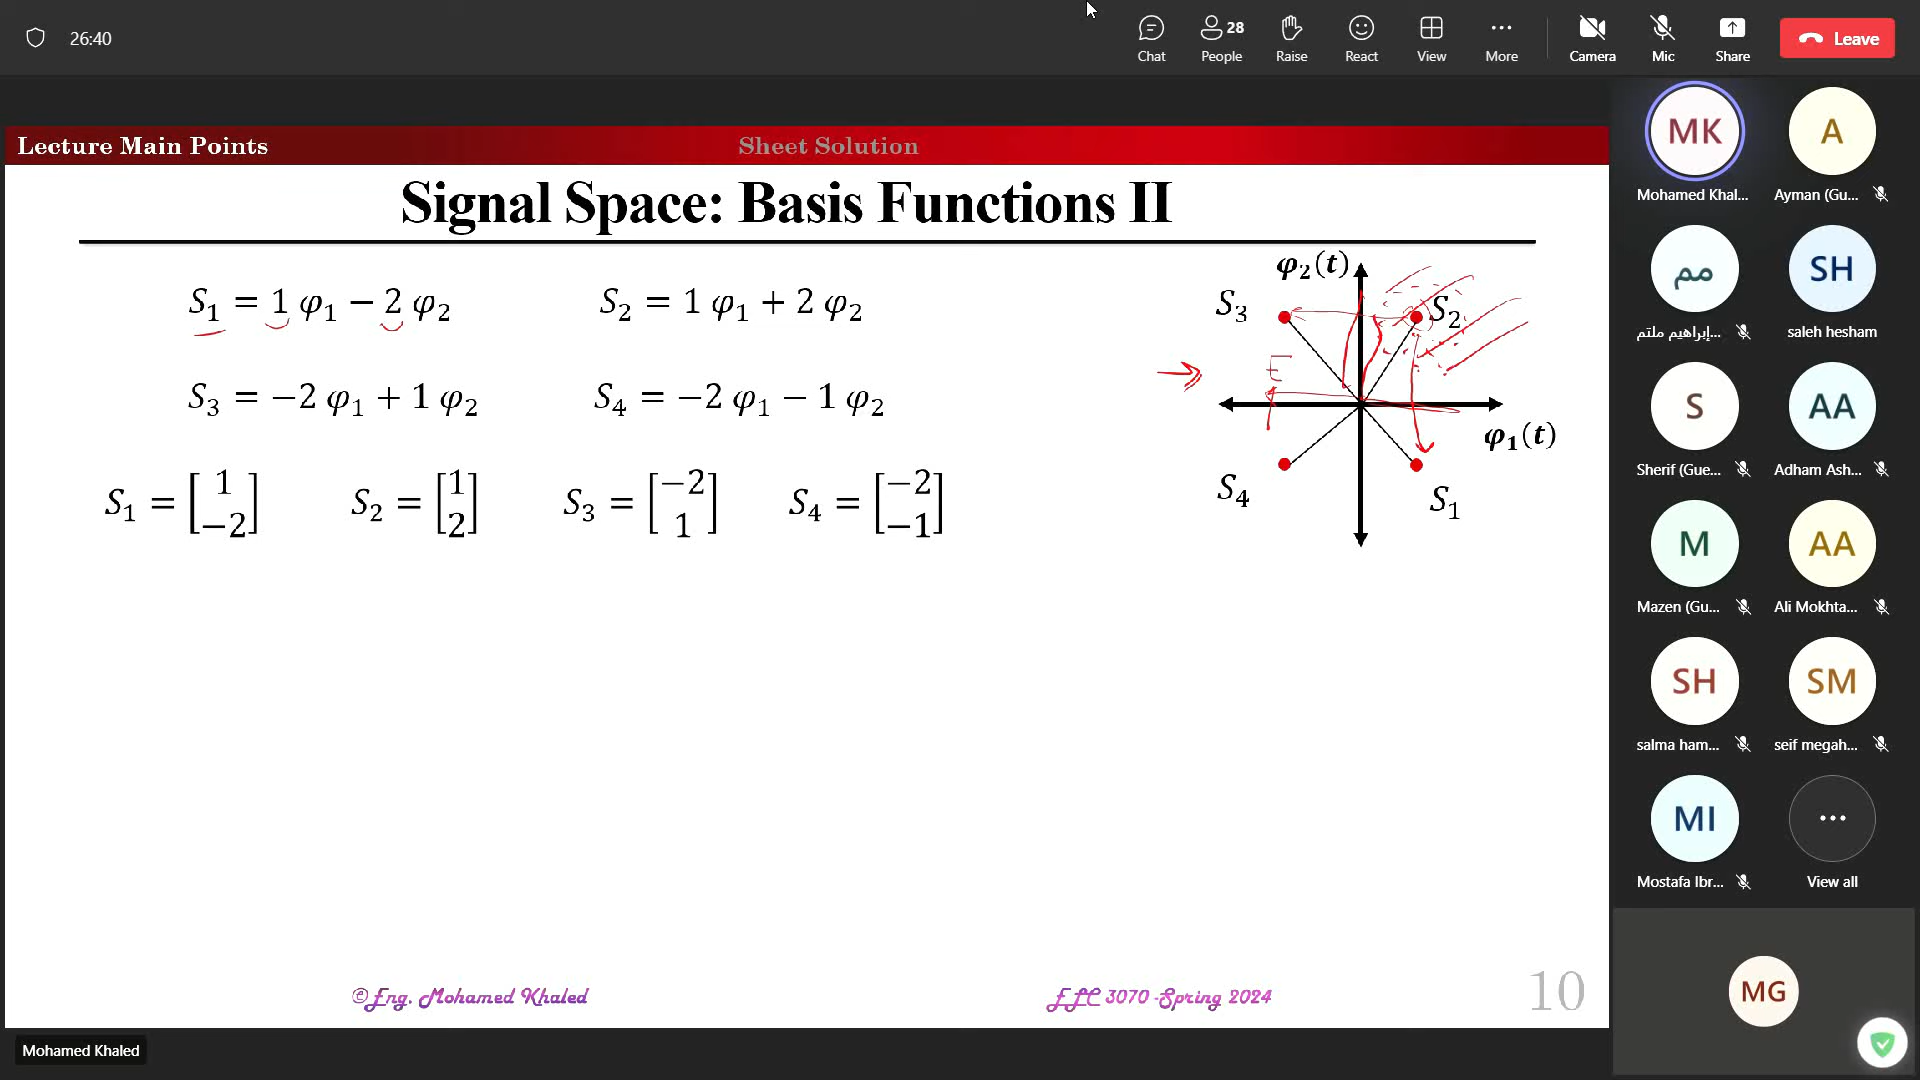 26:40
Chat
28
People
Raise
React
View
More
Camera
Mic
Share
Leave
Lecture Main Points
Sheet Solution
Signal Space: Basis Functions II
S₁ = 1 φ₁ − 2 φ₂
S₂ = 1 φ₁ + 2 φ₂
S₃ = −2 φ₁ + 1 φ₂
S₄ = −2 φ₁ − 1 φ₂
S₁ = [1 −2]
S₂ = [1 2]
S₃ = [−2 1]
S₄ = [−2 −1]
φ₂(t)
S₃
S₂
E
φ₁(t)
S₄
S₁
©Eng. Mohamed Khaled
ELC 3070 -Spring 2024
10
MK
Mohamed Khal...
A
Ayman (Gu...
مم
إبراهيم ملتم...
SH
saleh hesham
S
Sherif (Gue...
AA
Adham Ash...
M
Mazen (Gu...
AA
Ali Mokhta...
SH
salma ham...
SM
seif megah...
MI
Mostafa Ibr...
View all
MG
Mohamed Khaled